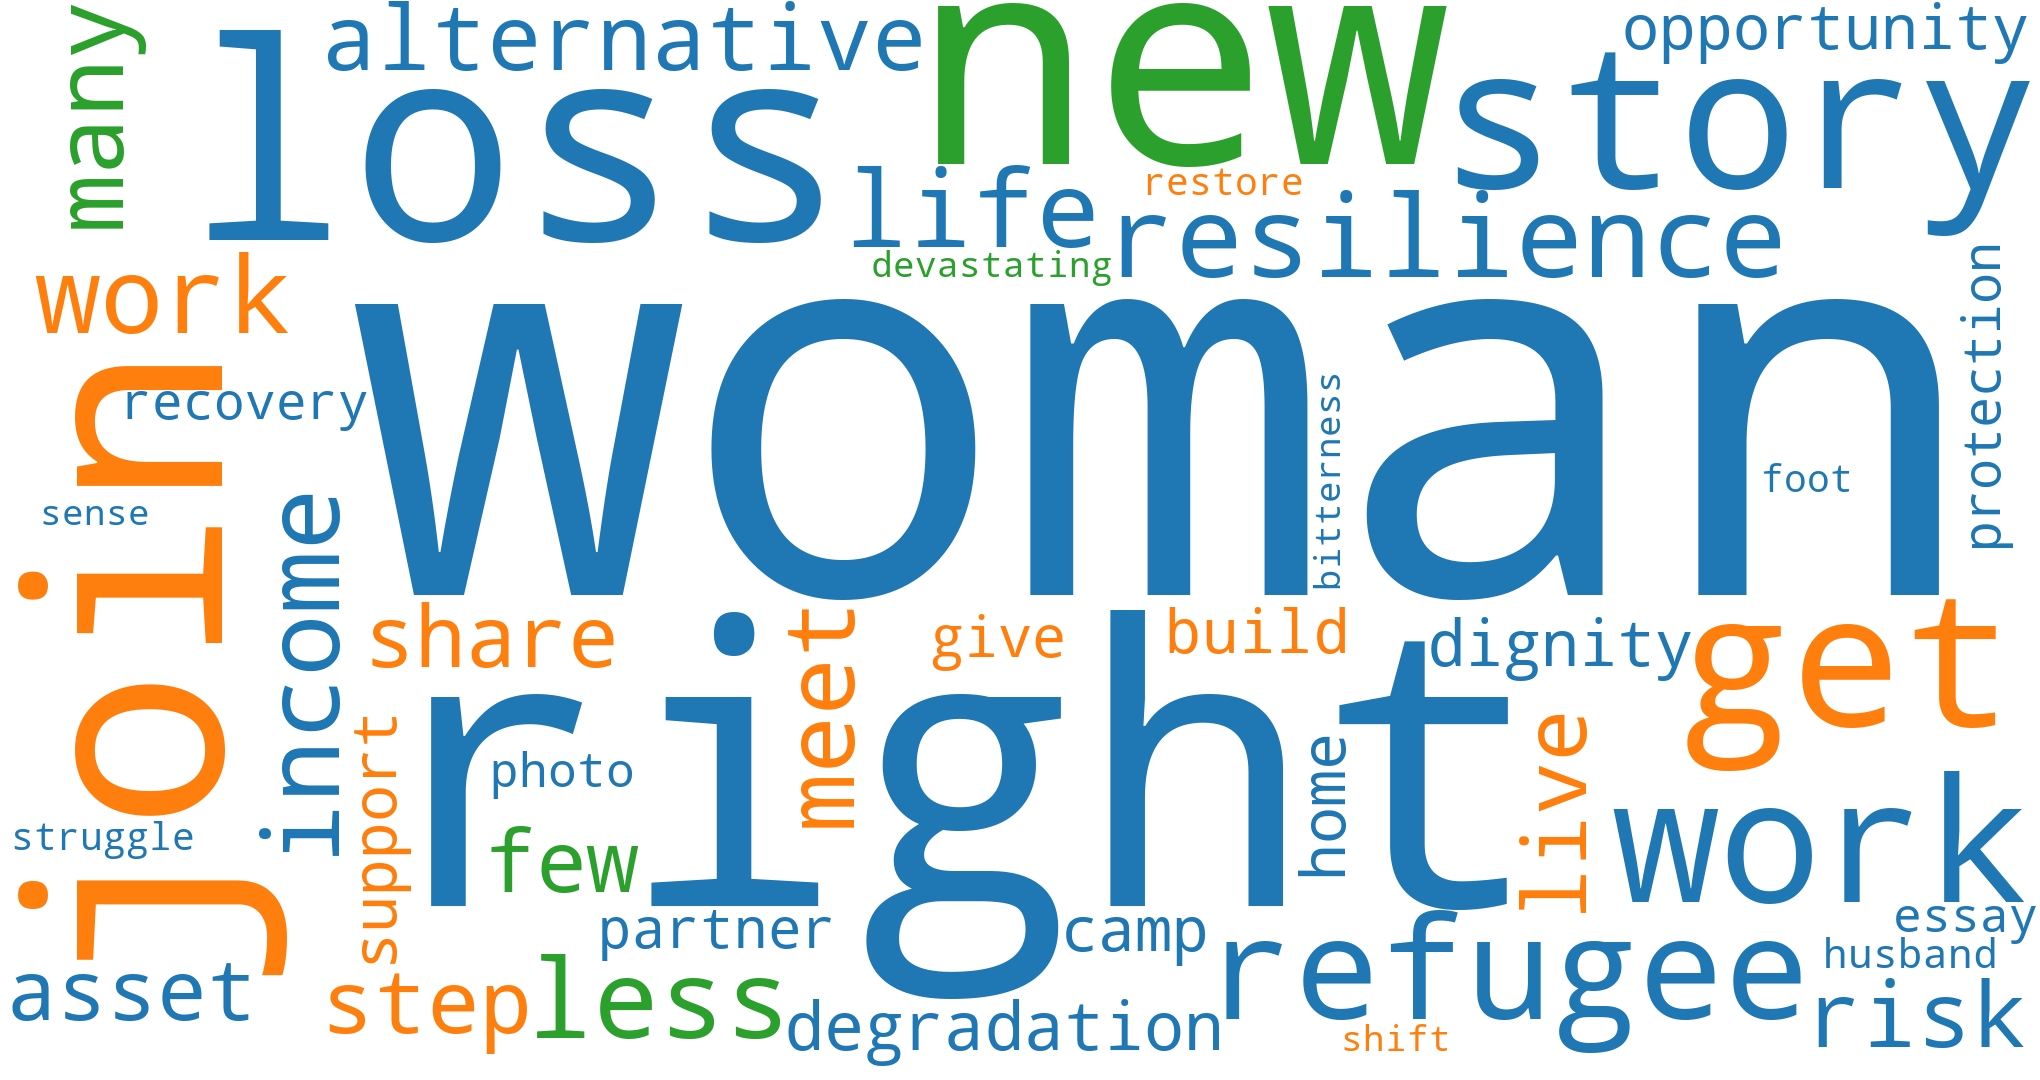 many
alternative
new
opportunity
loss
story
life
restore
resilience
devastating
work
woman
protection
join
recovery
bitterness
foot
sense
income
share
meet
give
build
dignity
get
right
support
photo
home
live
work
struggle
few
partner
camp
refugee
essay
husband
asset
step
less
degradation
shift
risk